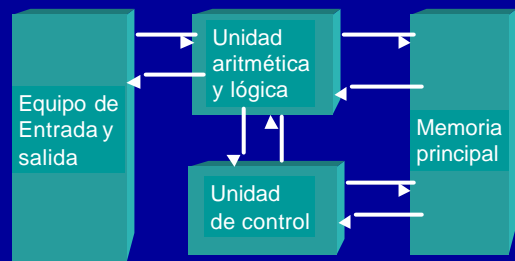 Unidad
aritmética
y lógica
Equipo de
Entrada y
salida
Memoria
principal
Unidad
de control